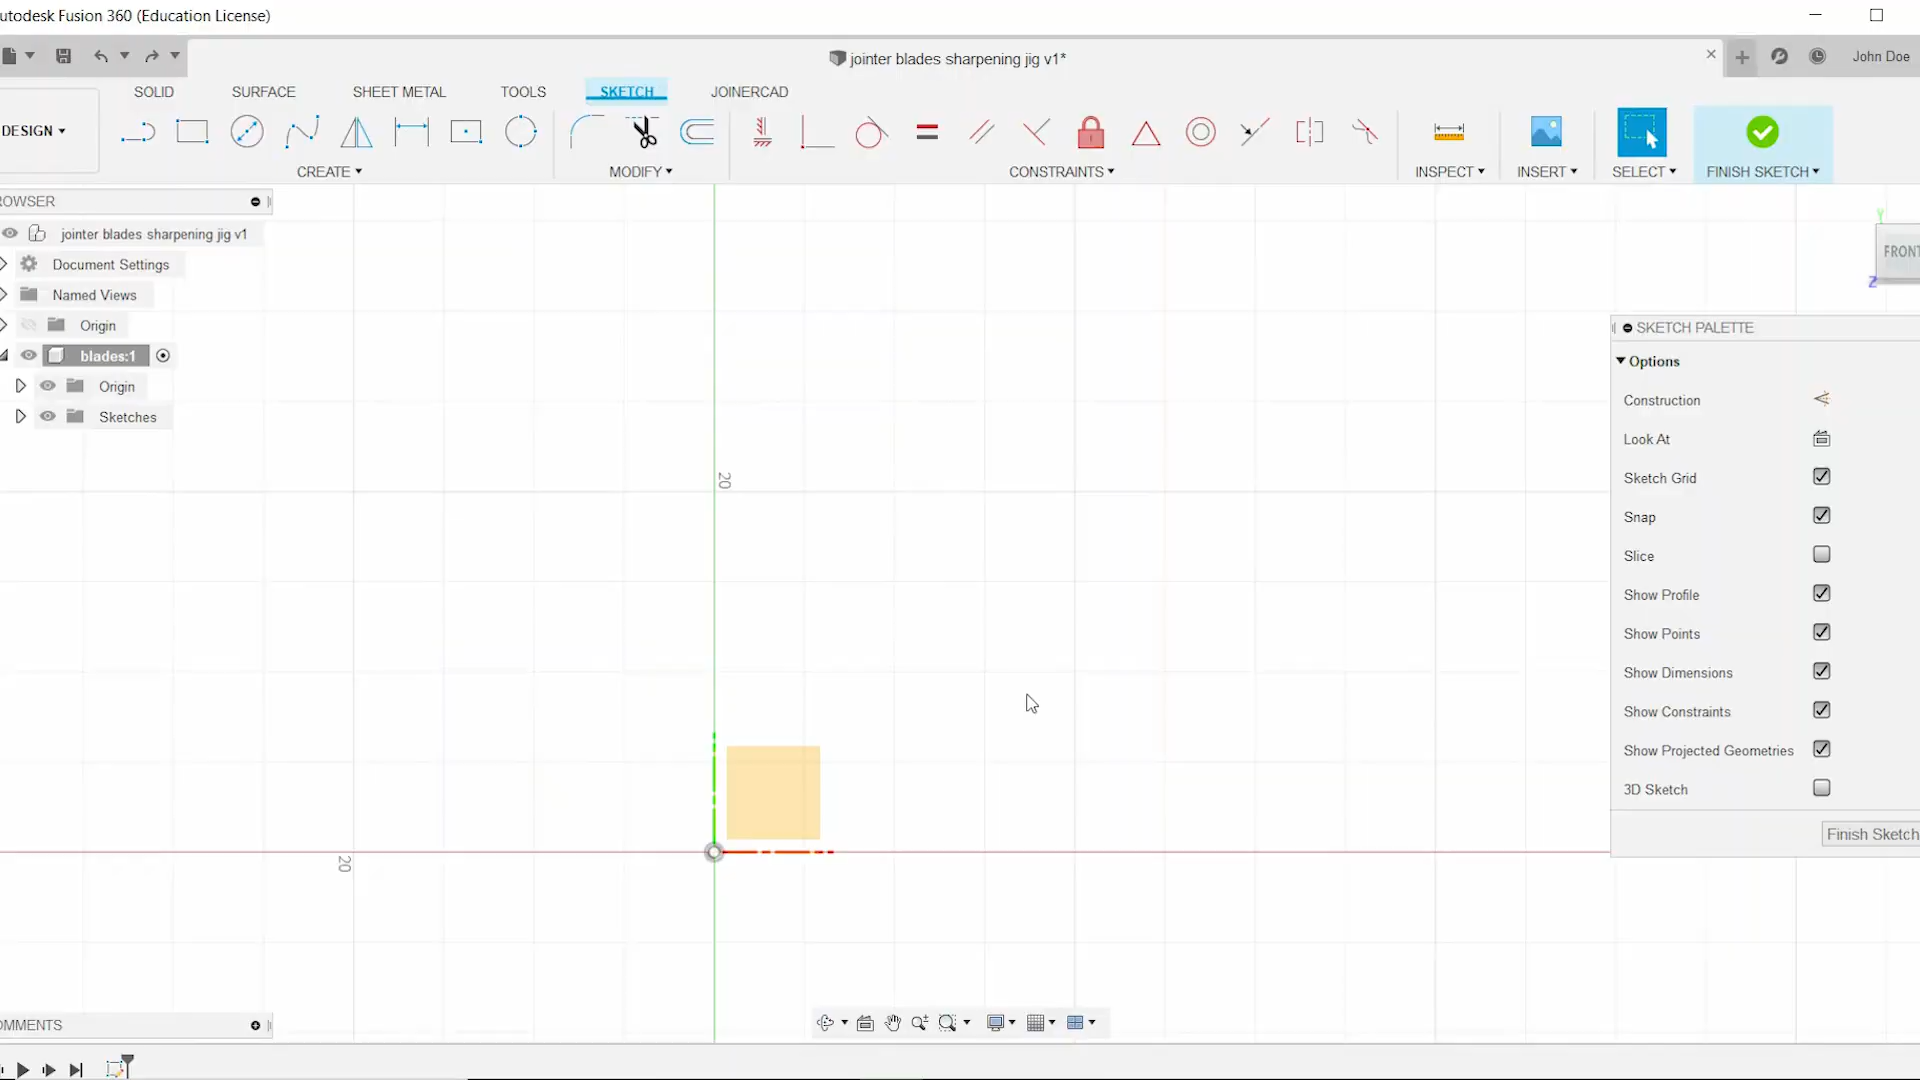 utodesk Fusion 360 (Education License)
jointer blades sharpening jig v1*
John Doe
SOLID SURFACE SHEET METAL TOOLS SKETCH JOINERCAD
DESIGN
CREATE MODIFY CONSTRAINTS INSPECT INSERT SELECT FINISH SKETCH
ROWSER
jointer blades sharpening jig v1
Document Settings
Named Views
Origin
blades:1
Origin
Sketches
20
20
Y
FRONT
Z
SKETCH PALETTE
Options
Construction
Look At
Sketch Grid
Snap
Slice
Show Profile
Show Points
Show Dimensions
Show Constraints
Show Projected Geometries
3D Sketch
Finish Sketch
OMMENTS